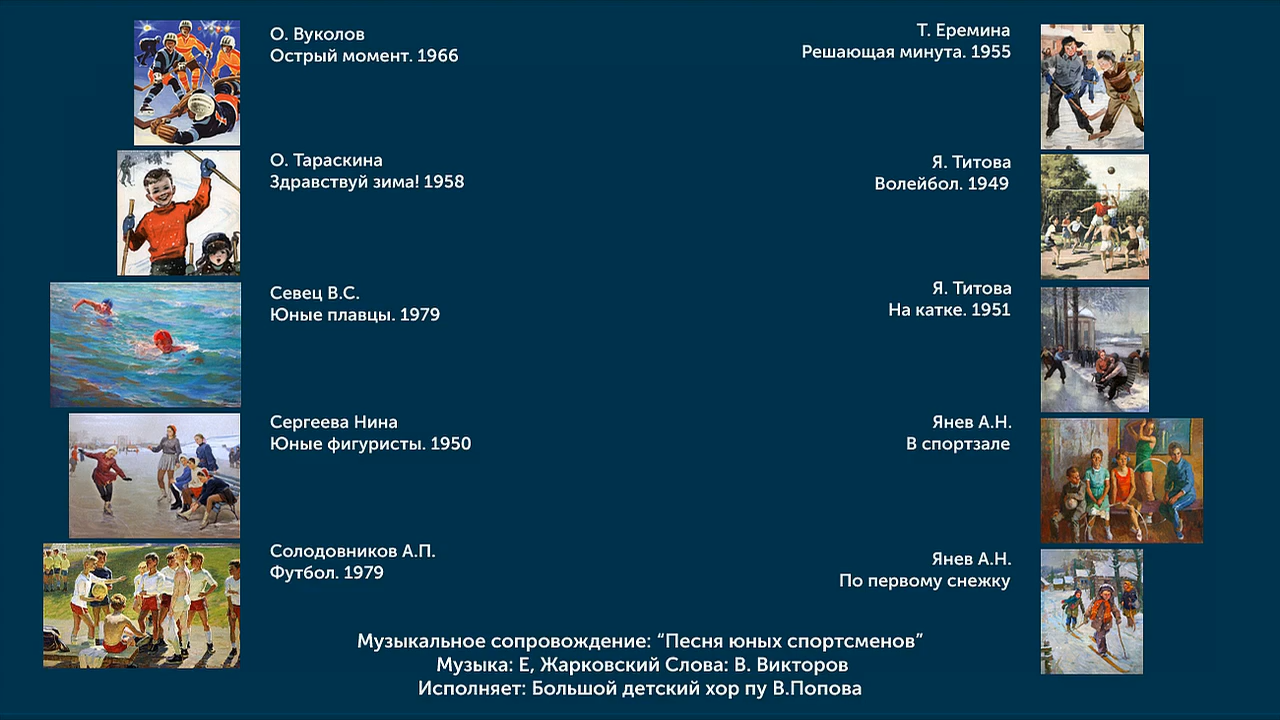 О. Вуколов
Острый момент. 1966
О. Тараскина
Здравствуй зима! 1958
Севец В.С.
Юные плавцы. 1979
Сергеева Нина
Юные фигуристы. 1950
Солодовников А.П.
Футбол. 1979
Т. Еремина
Решающая минута. 1955
Я. Титова
Волейбол. 1949
Я. Титова
На катке. 1951
Янев А.Н.
В спортзале
Янев А.Н.
По первому снежку
Музыкальное сопровождение: “Песня юных спортсменов”
Музыка: Е, Жарковский Слова: В. Викторов
Исполняет: Большой детский хор пу В.Попова